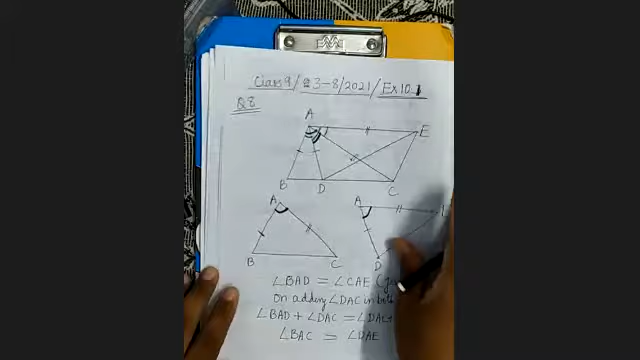 Class 9/ 3-8/2021/Ex 10.1
Q8
A
E
B D C
A
B C
A
D
∠BAD = ∠CAE
on adding ∠DAC in both
∠BAD + ∠DAC = ∠DAC+
∠BAC = ∠DAE